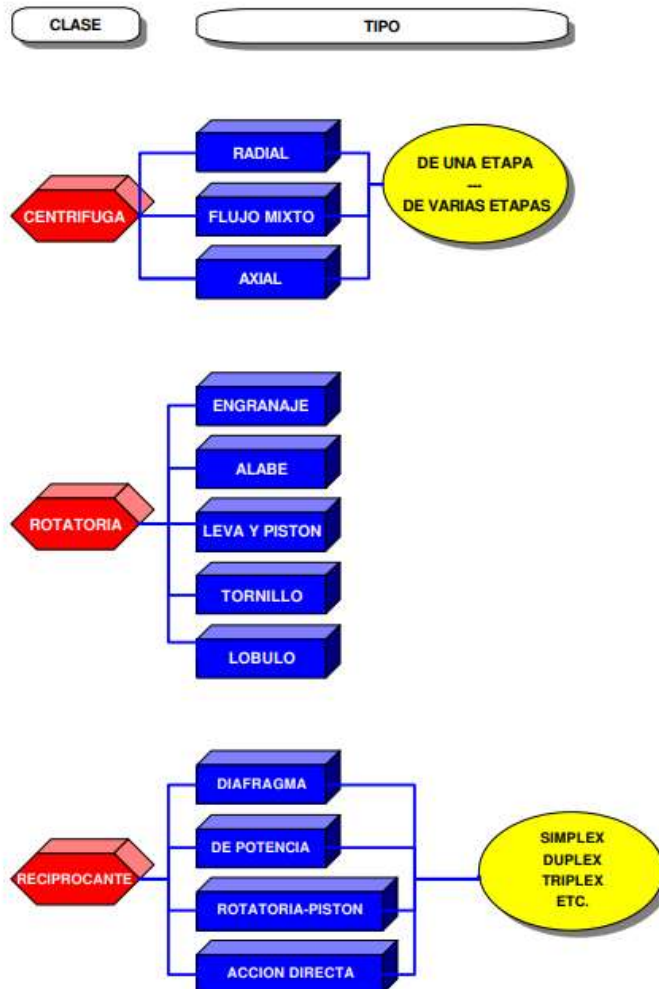 CLASE
TIPO
RADIAL
CENTRIFUGA
FLUJO MIXTO
AXIAL
DE UNA ETAPA
---
DE VARIAS ETAPAS
ENGRANAJE
ALABE
ROTATORIA
LEVA Y PISTON
TORNILLO
LOBULO
DIAFRAGMA
DE POTENCIA
RECIPROCANTE
ROTATORIA-PISTON
ACCION DIRECTA
SIMPLEX
DUPLEX
TRIPLEX
ETC.